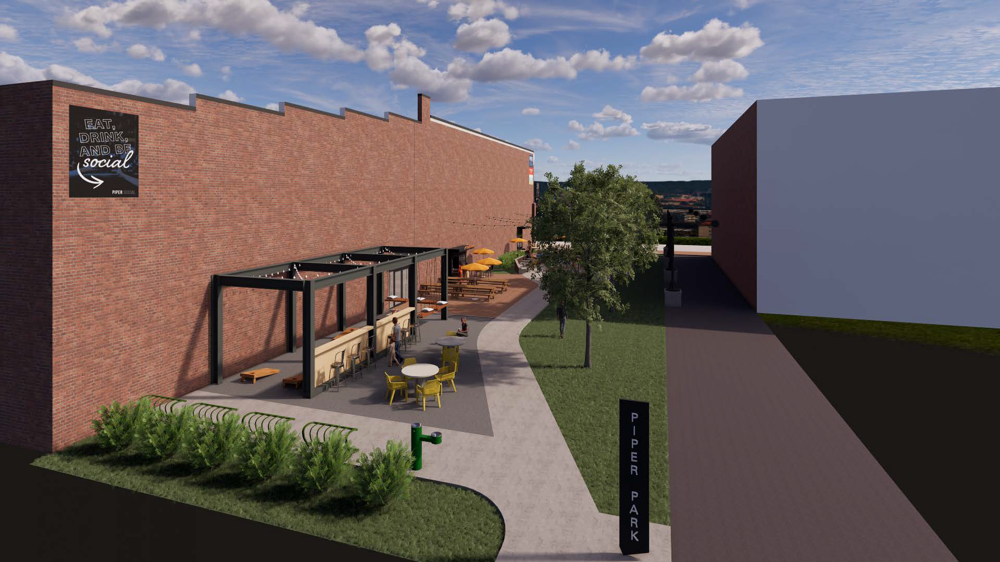 EAT,
DRINK,
AND BE
social
PIPER SOCIAL
PIPER PARK